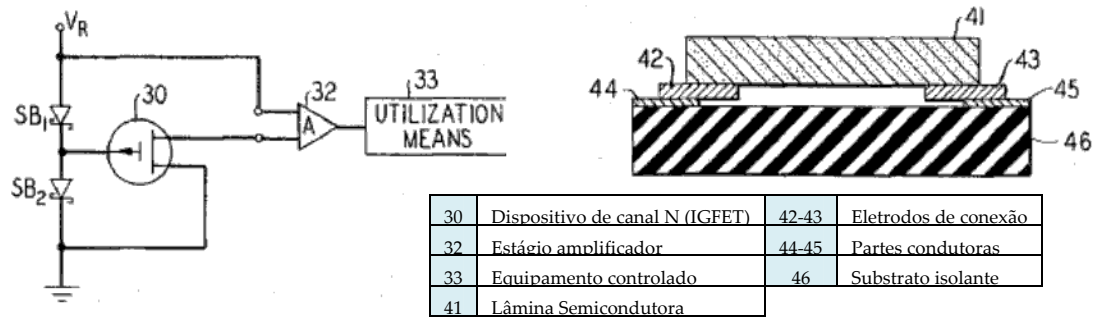 V_R
30
32
33
SB₁
A
UTILIZATION
MEANS
SB₂
41
42
43
44
45
46
30 Dispositivo de canal N (IGFET) 42-43 Eletrodos de conexão
32 Estágio amplificador 44-45 Partes condutoras
33 Equipamento controlado 46 Substrato isolante
41 Lâmina Semicondutora